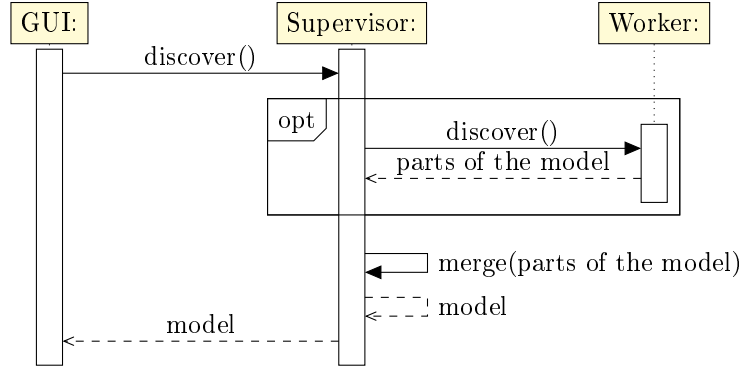 GUI:
Supervisor:
Worker:
discover()
opt
discover()
parts of the model
merge(parts of the model)
model
model